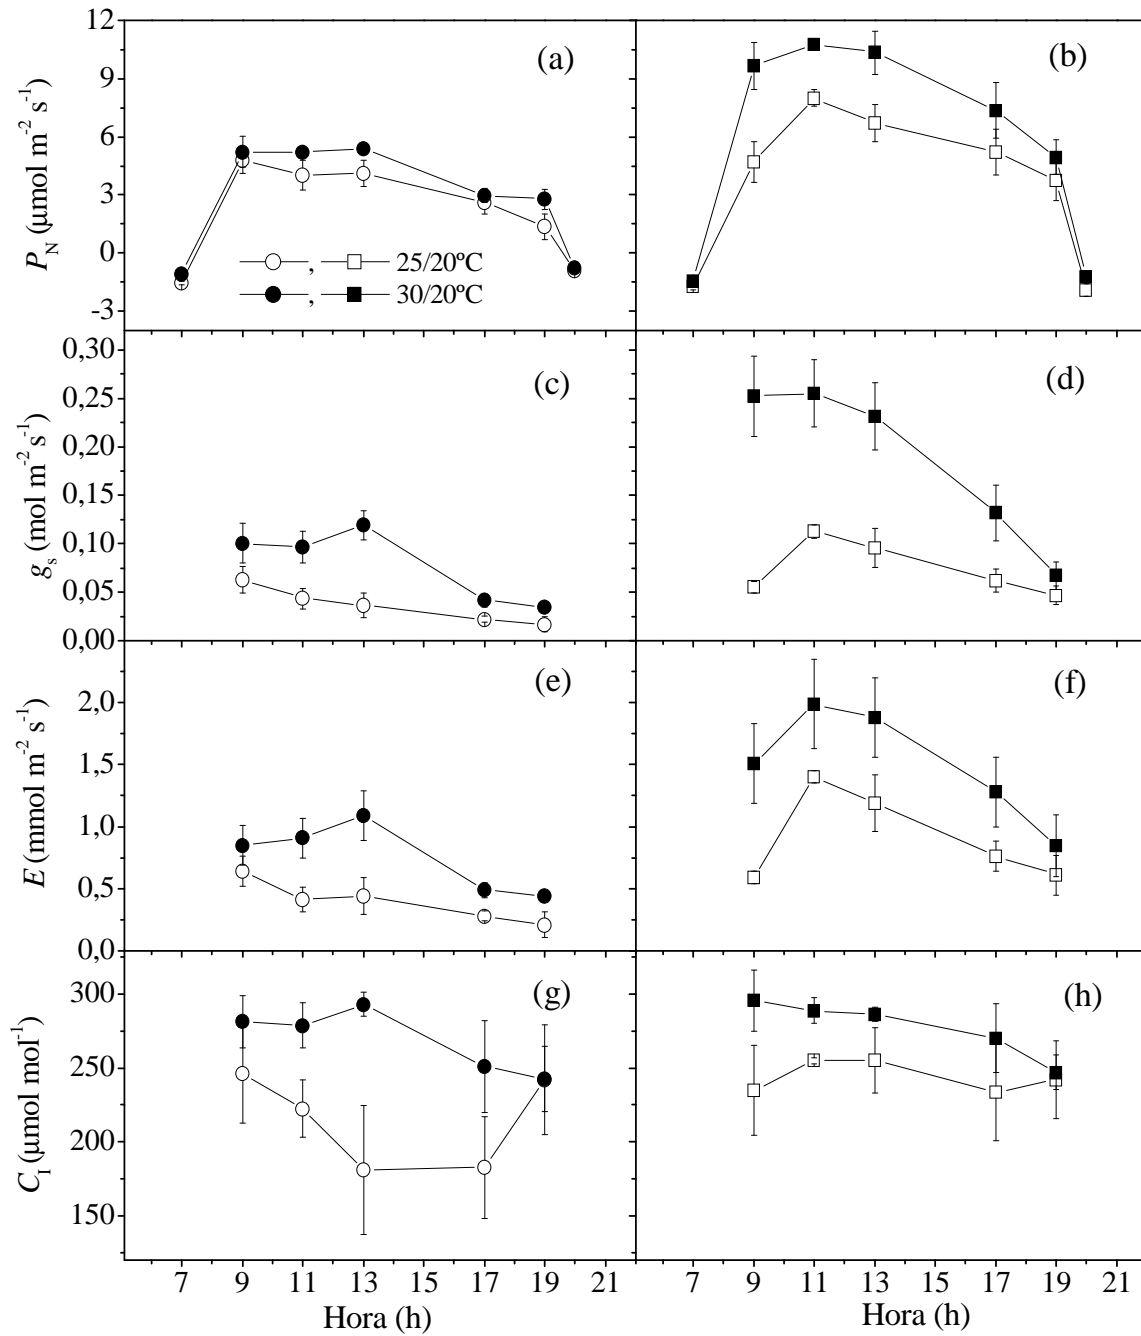 12
9
6
3
0
-3
P_N (μmol m⁻² s⁻¹)
(a)
(b)
, 25/20ºC
, 30/20ºC
0,30
0,25
0,20
0,15
0,10
0,05
0,00
g_s (mol m⁻² s⁻¹)
(c)
(d)
2,0
1,5
1,0
0,5
0,0
E (mmol m⁻² s⁻¹)
(e)
(f)
300
250
200
150
C_I (μmol mol⁻¹)
(g)
(h)
7 9 11 13 17 19 21
7 9 11 13 17 19 21
Hora (h)
Hora (h)